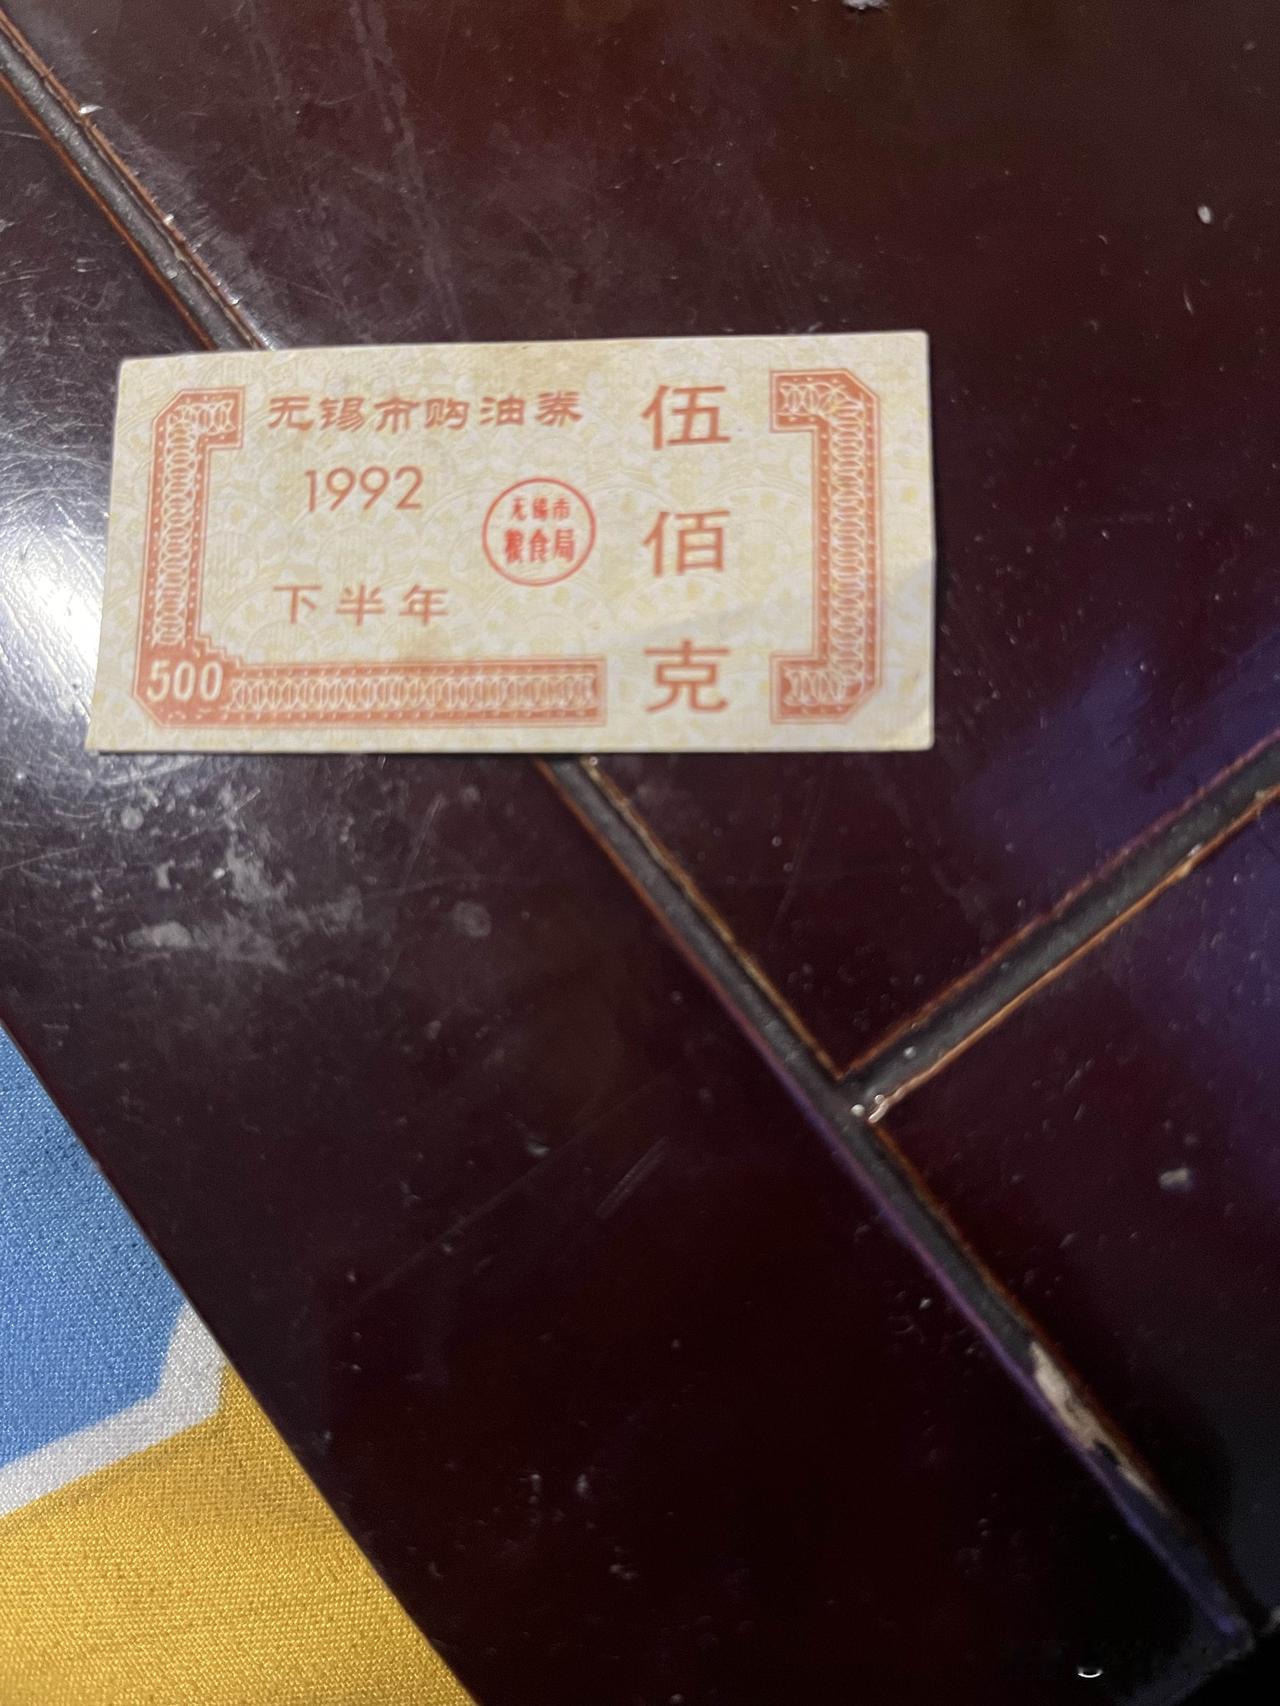 无锡市购油券
1992
下半年
无锡市
粮食局
500
伍
佰
克